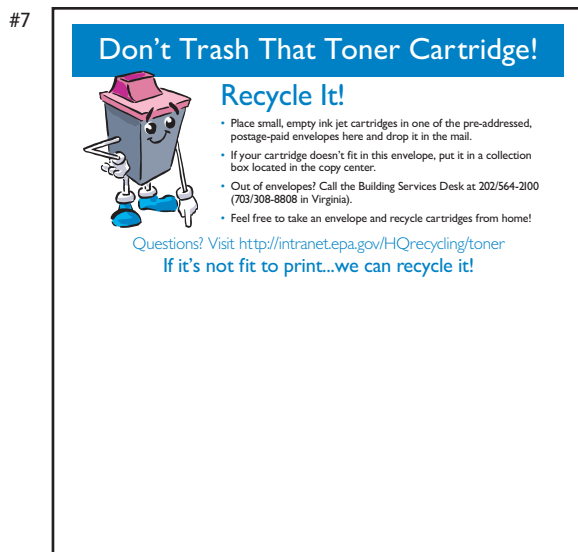 #7
Don't Trash That Toner Cartridge!
Recycle It!
• Place small, empty ink jet cartridges in one of the pre-addressed,
postage-paid envelopes here and drop it in the mail.
• If your cartridge doesn't fit in this envelope, put it in a collection
box located in the copy center.
• Out of envelopes? Call the Building Services Desk at 202/564-2100
(703/308-8808 in Virginia).
• Feel free to take an envelope and recycle cartridges from home!
Questions? Visit http://intranet.epa.gov/HQrecycling/toner
If it's not fit to print...we can recycle it!